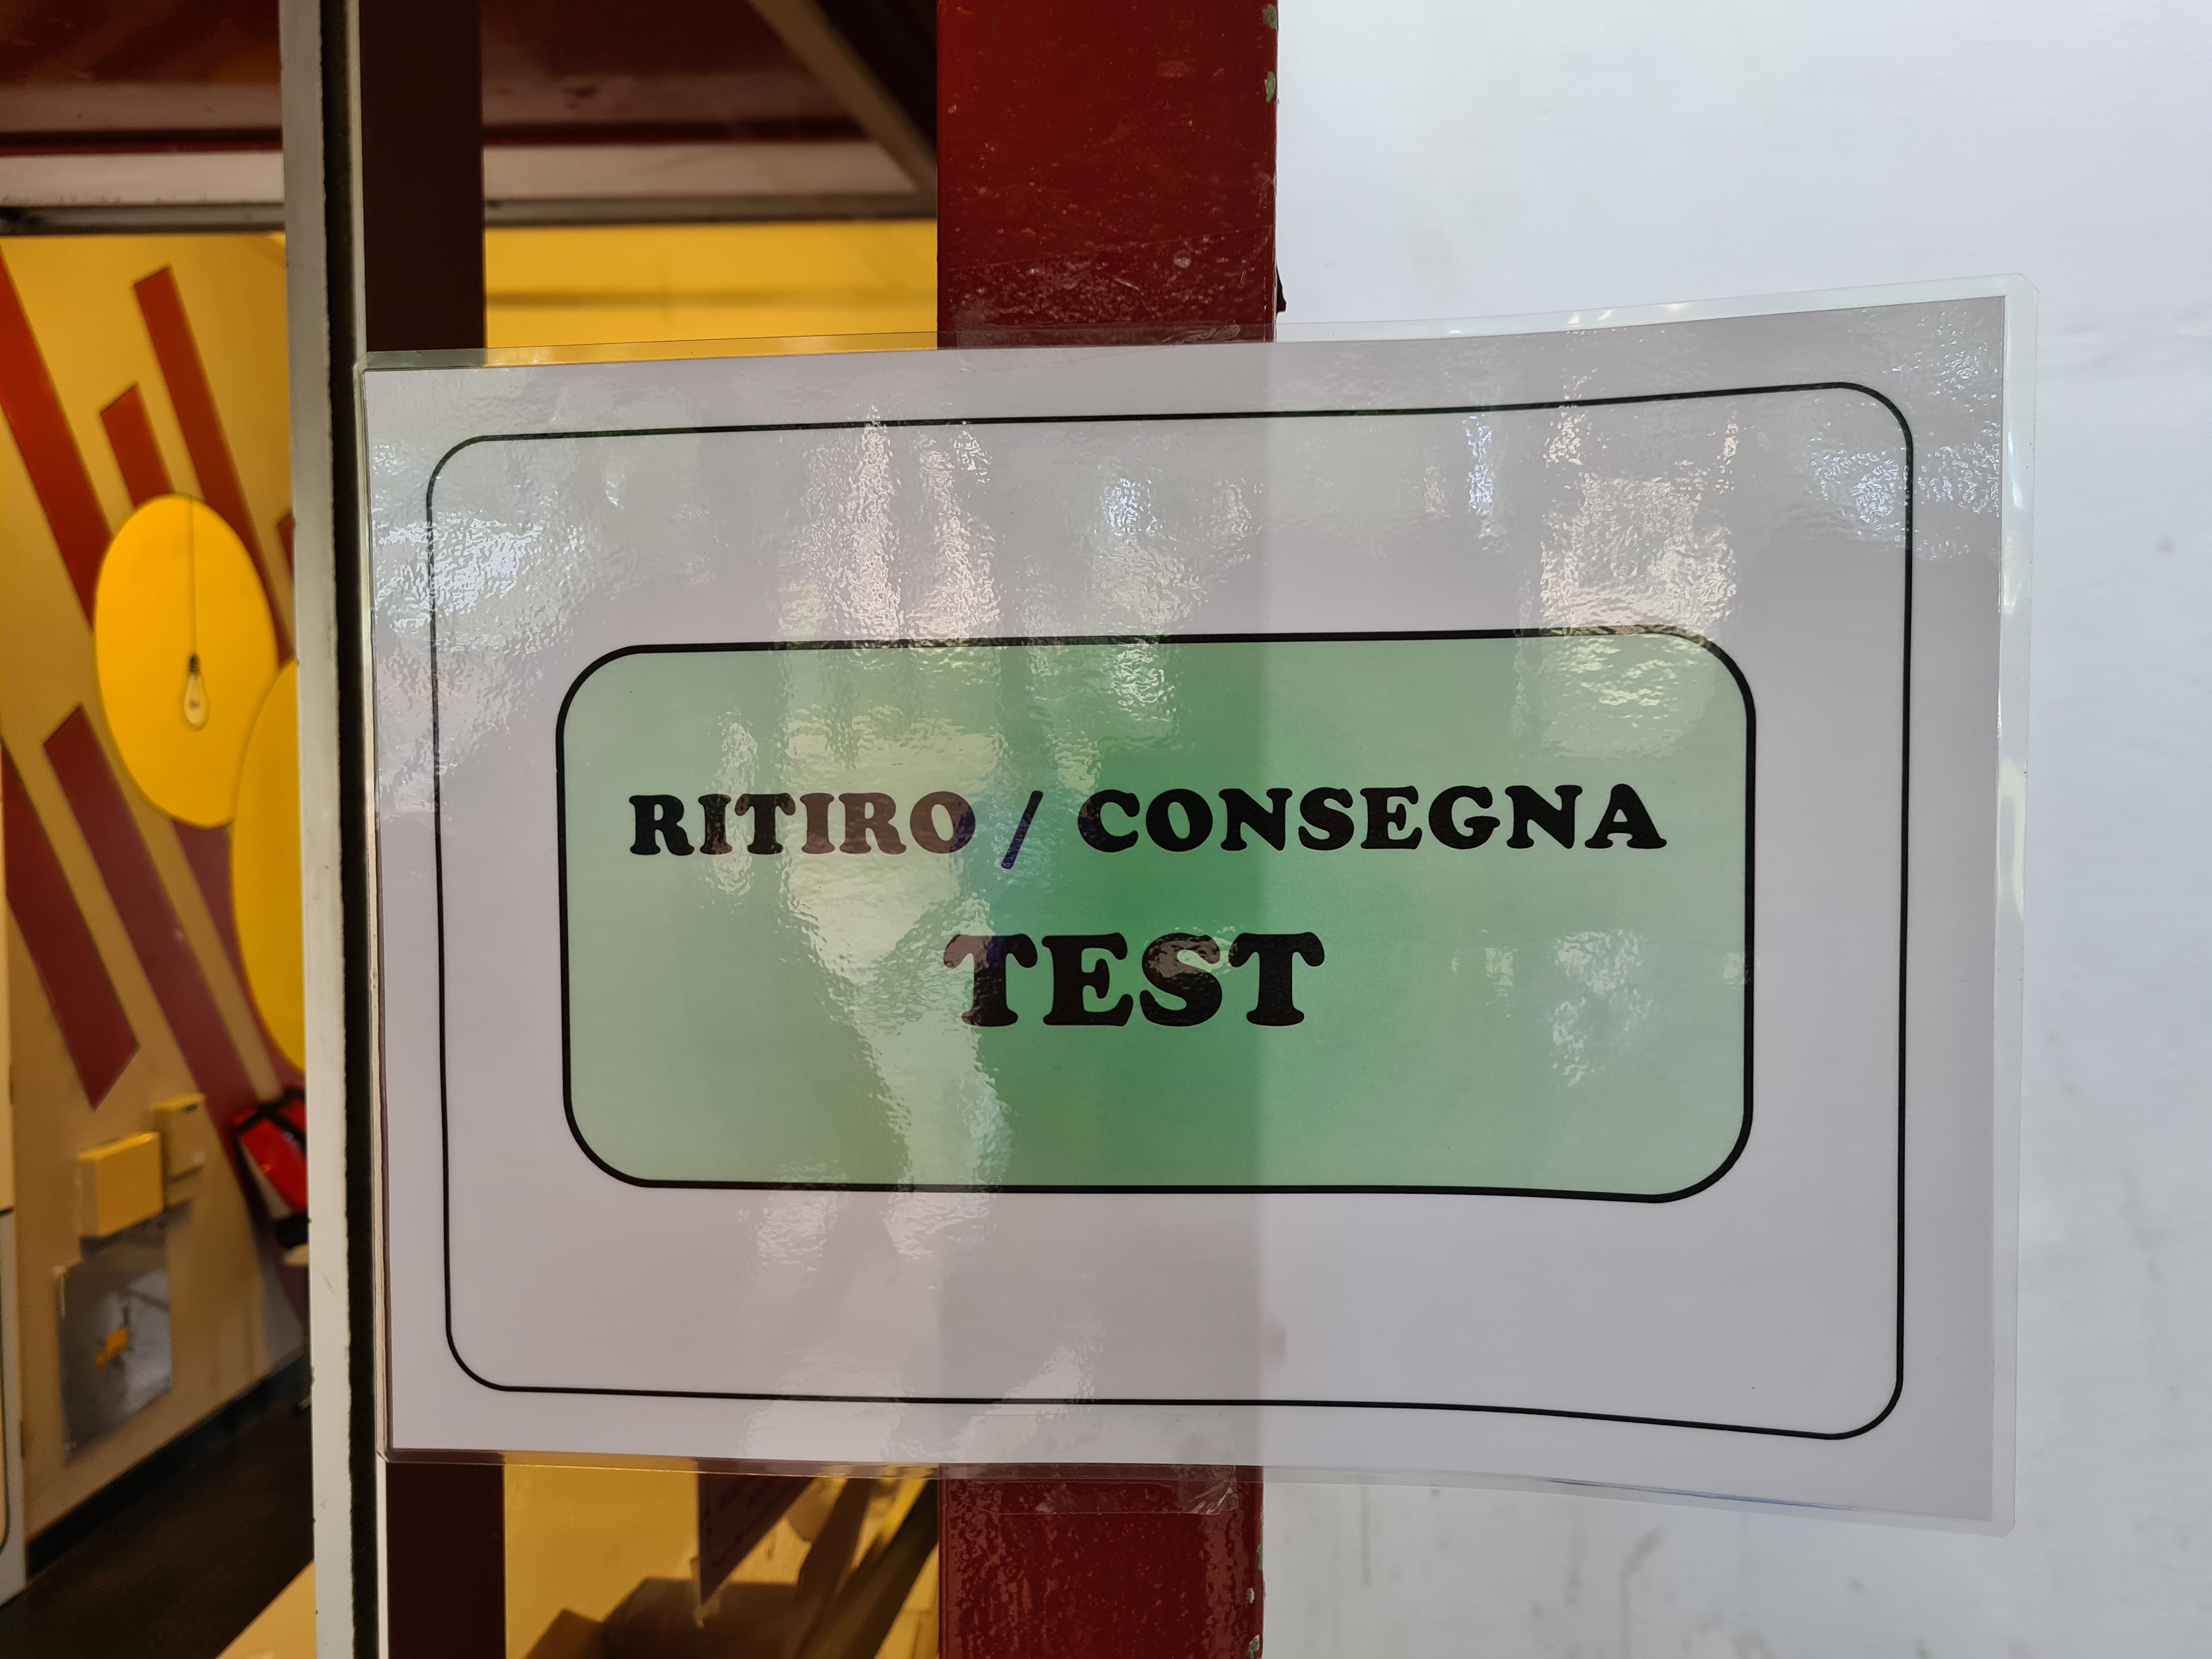 RITIRO / CONSEGNA
TEST